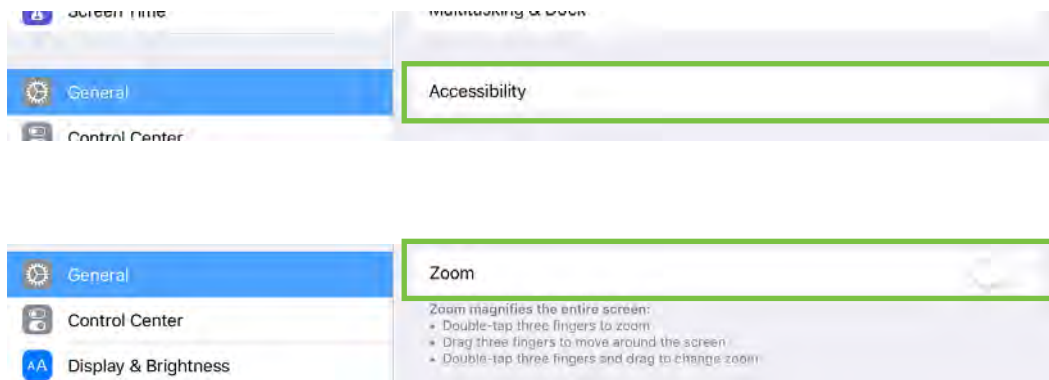 Screen Time
Multitasking & Dock
General
Accessibility
Control Center
General
Zoom
Control Center
Zoom magnifies the entire screen:
• Double-tap three fingers to zoom
• Drag three fingers to move around the screen
• Double-tap three fingers and drag to change zoom
AA
Display & Brightness